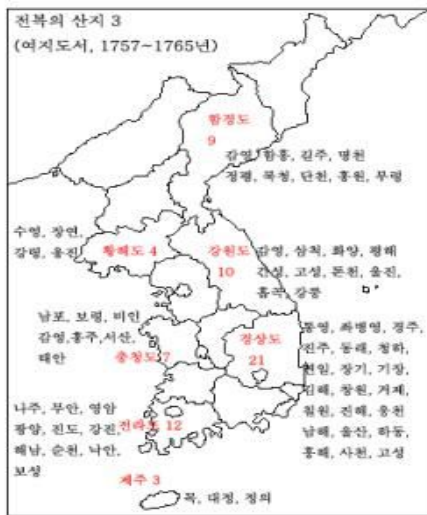 전복의 산지 3
(여지도서, 1757~1765년)
함경도
9
감영, 함흥, 길주, 명천
정평, 북청, 단천, 홍원, 부령
수영, 장연,
강령, 옹진
황해도 4
강원도
10
감영, 삼척, 화양, 평해
간성, 고성, 돈천, 울진,
흡곡, 강릉
남포, 보령, 비인
감영, 홍주, 서산,
태안
충청도 7
경상도
21
통영, 좌병영, 경주,
진주, 동래, 청하,
연일, 장기, 기장,
김해, 창원, 거제,
칠원, 진해, 웅천
남해, 울산, 하동,
흥해, 사천, 고성
나주, 부안, 영암
광양, 진도, 강진,
해남, 순천, 낙안,
보성
전라도 12
제주 3
목, 대정, 정의